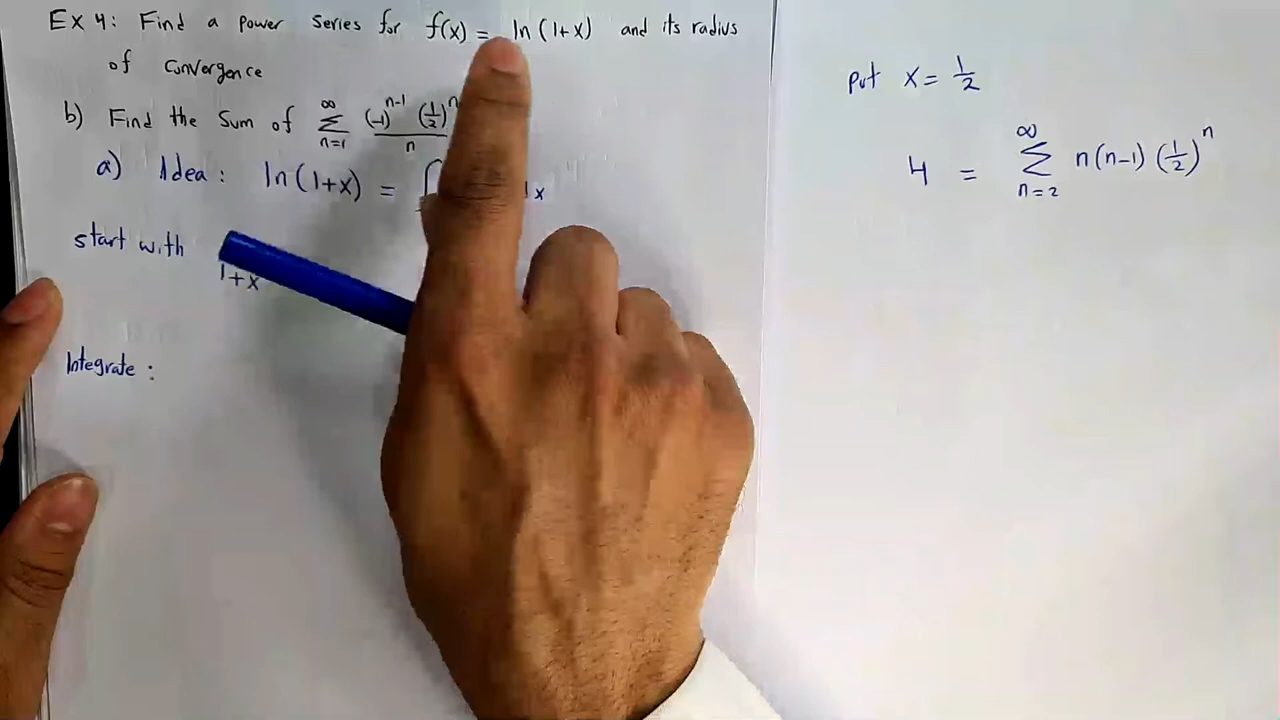 Ex 4: Find a power series for f(x) = ln(1+x) and its radius
of convergence
b) Find the sum of ∑_{n=1}^{∞} (-1)^{n-1} (1/2)^n / n
a) Idea: ln(1+x) = ∫
start with 1+x
Integrate:
put x = 1/2
4 = ∑_{n=2}^{∞} n(n-1) (1/2)^n